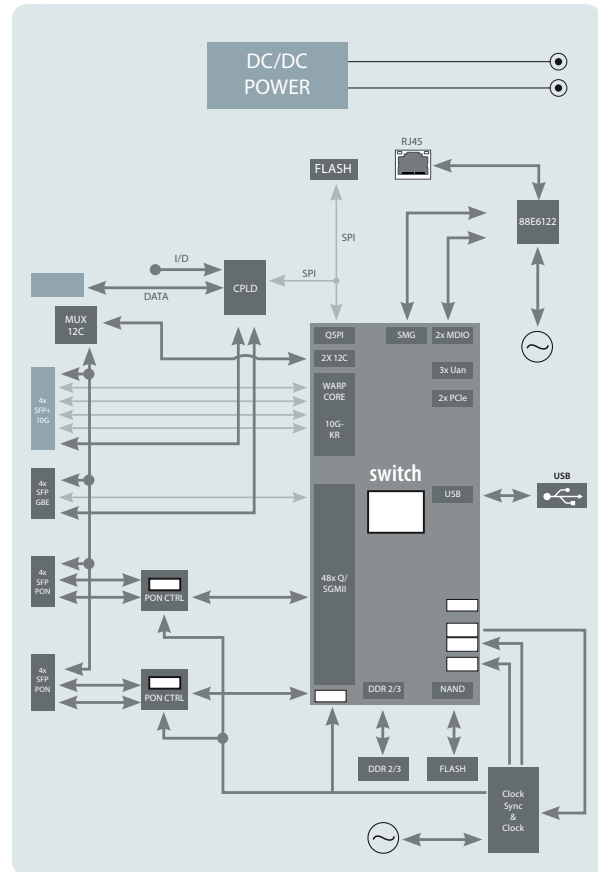 DC/DC
POWER
RJ45
FLASH
88E6122
SPI
I/D
SPI
CPLD
DATA
MUX
12C
QSPI
SMG
2x MDIO
2X 12C
3x Uan
WARP
CORE
2x PCIe
4x
SFP+
10G
10G-
KR
switch
USB
4x
SFP
GBE
USB
4x
SFP
PON
48x Q/
SGMII
PON CTRL
4x
SFP
PON
PON CTRL
DDR 2/3
NAND
DDR 2/3
FLASH
Clock
Sync
&
Clock